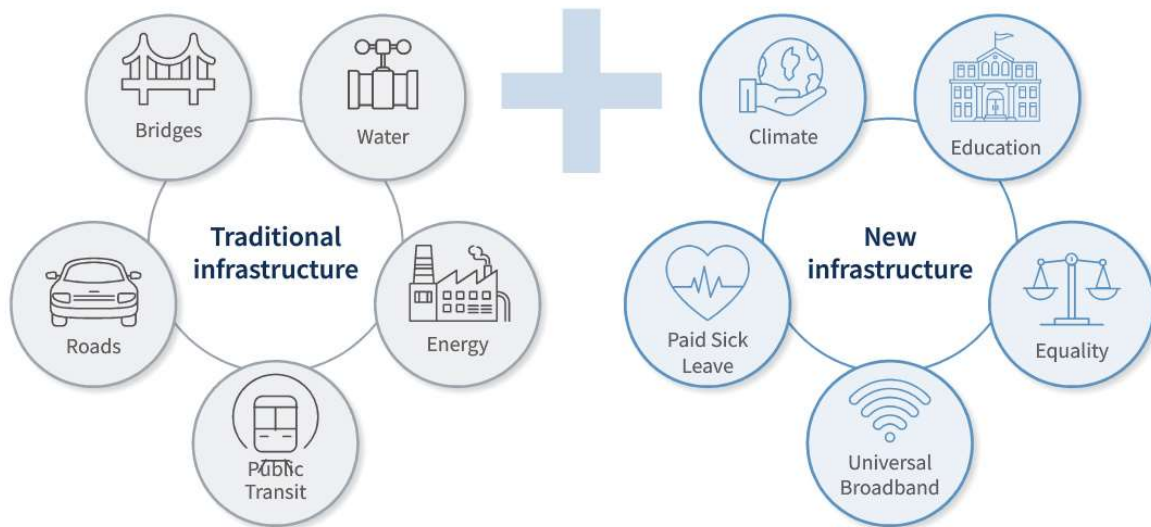 Bridges
Water
Traditional
infrastructure
Roads
Energy
Public
Transit
Climate
Education
New
infrastructure
Paid Sick
Leave
Equality
Universal
Broadband